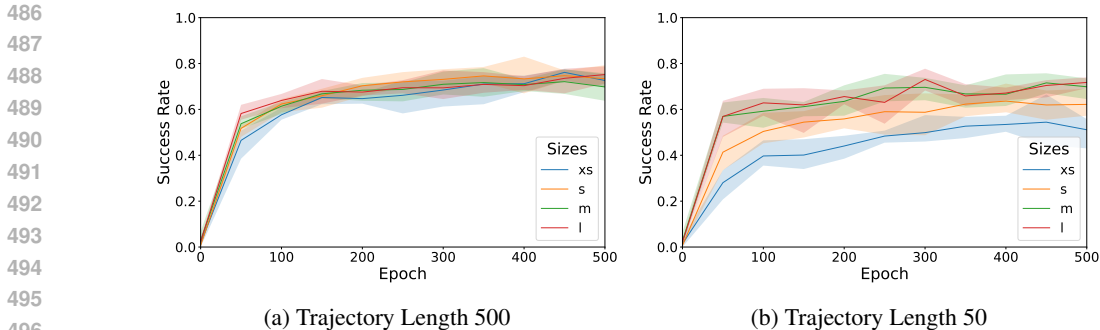 486
487
488
489
490
491
492
493
494
495
496
1.0
0.8
0.6
0.4
0.2
0.0
Success Rate
0 100 200 300 400 500
Epoch
Sizes
xs
s
m
l
(a) Trajectory Length 500
1.0
0.8
0.6
0.4
0.2
0.0
Success Rate
0 100 200 300 400 500
Epoch
Sizes
xs
s
m
l
(b) Trajectory Length 50